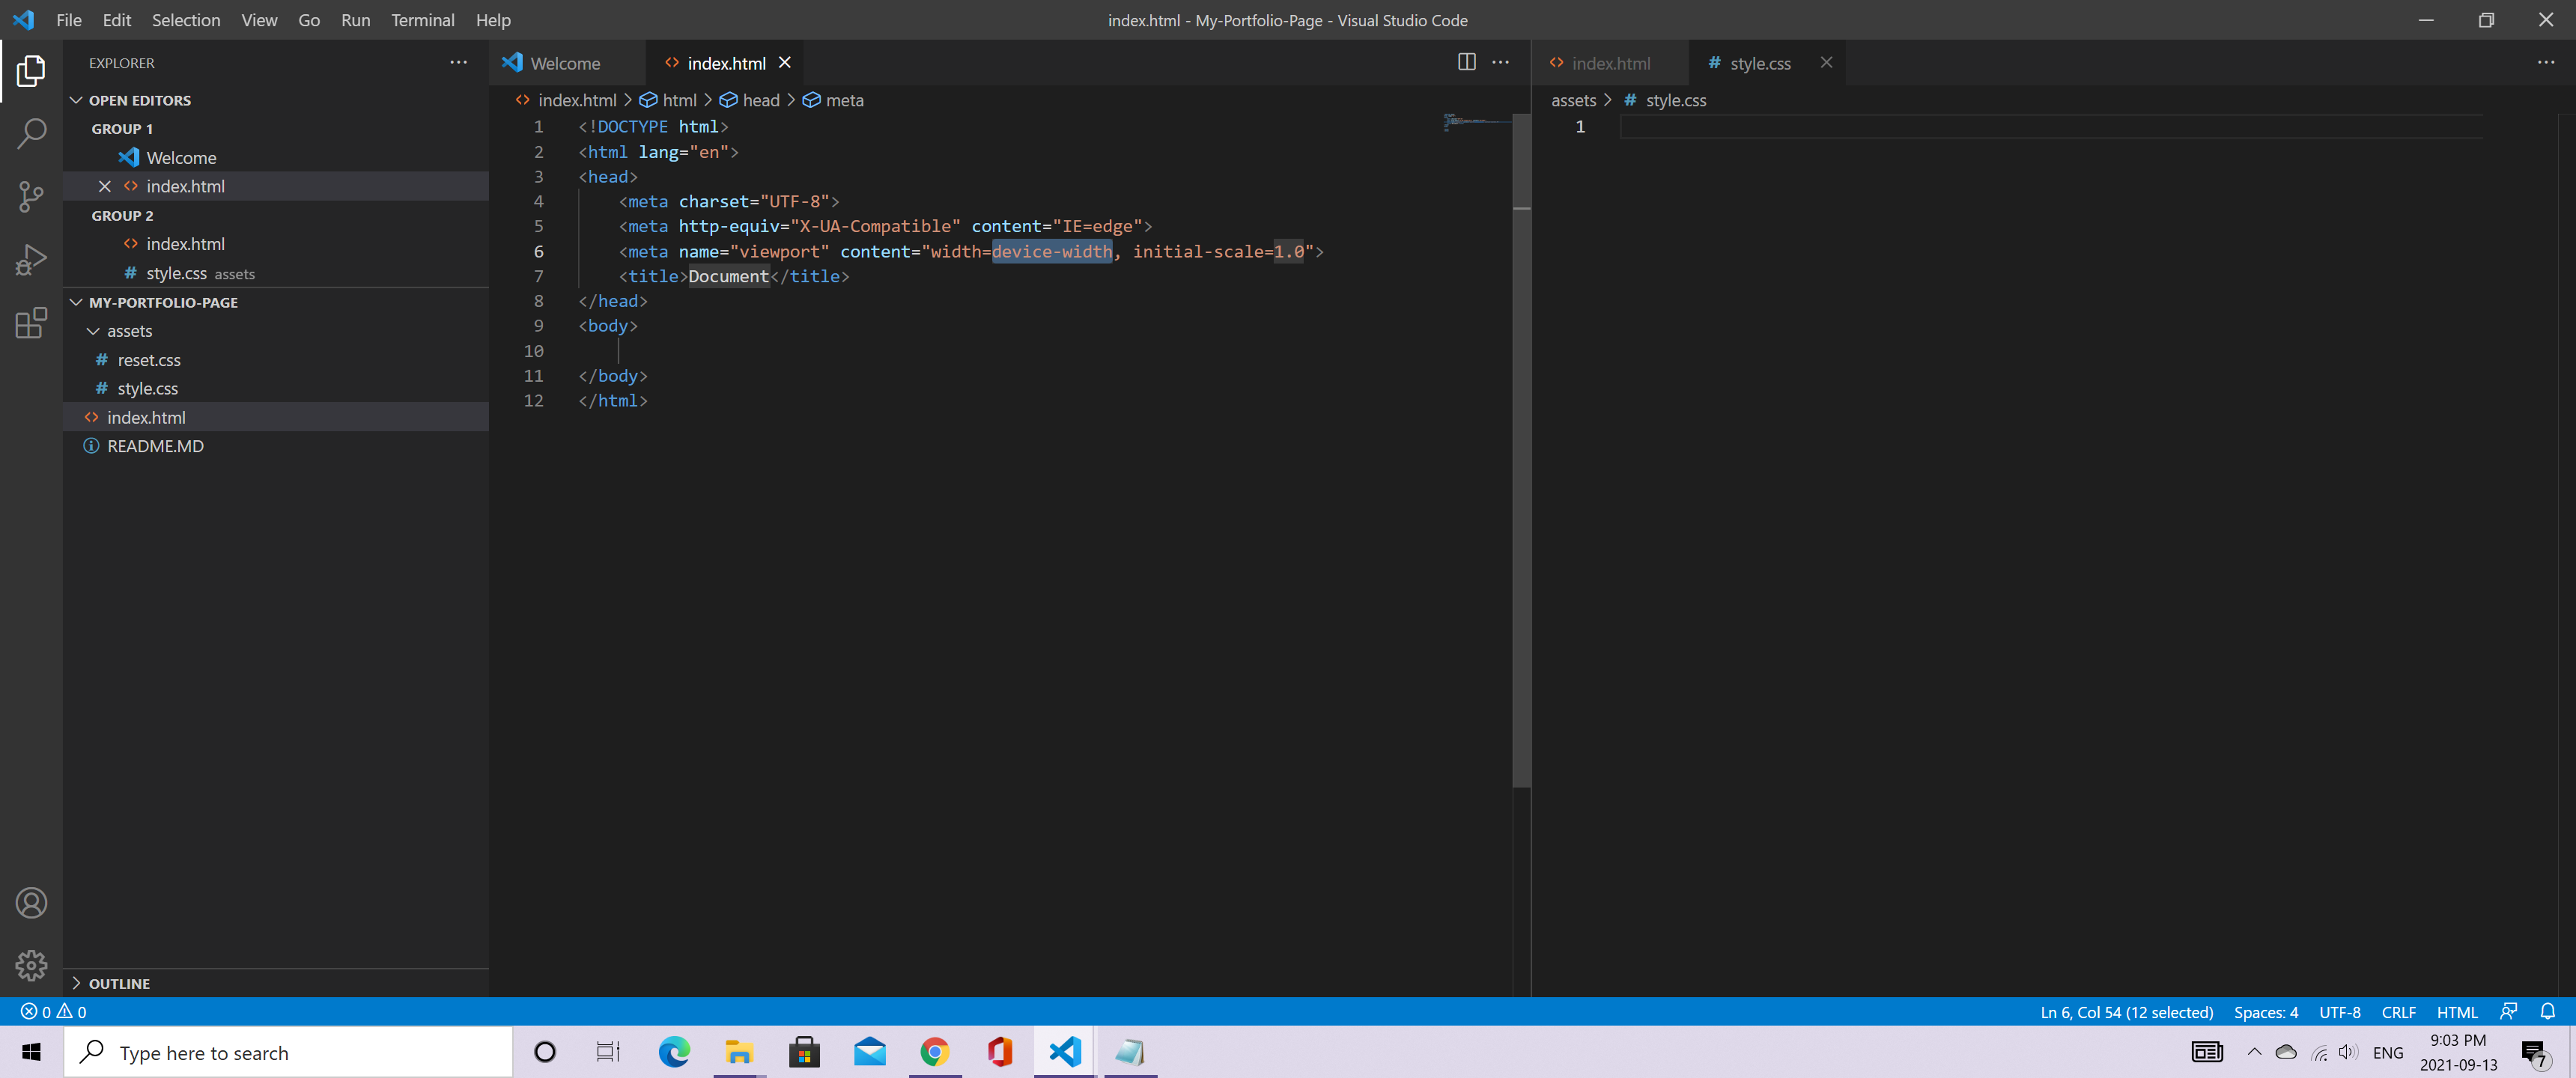 File Edit Selection View Go Run Terminal Help
index.html - My-Portfolio-Page - Visual Studio Code
EXPLORER
OPEN EDITORS
GROUP 1
Welcome
index.html
GROUP 2
index.html
style.css assets
MY-PORTFOLIO-PAGE
assets
reset.css
style.css
index.html
README.MD
OUTLINE
Welcome
index.html
index.html > html > head > meta
1 <!DOCTYPE html>
2 <html lang="en">
3 <head>
4 <meta charset="UTF-8">
5 <meta http-equiv="X-UA-Compatible" content="IE=edge">
6 <meta name="viewport" content="width=device-width, initial-scale=1.0">
7 <title>Document</title>
8 </head>
9 <body>
10
11 </body>
12 </html>
index.html
style.css
assets > style.css
1
0 0
Ln 6, Col 54 (12 selected) Spaces: 4 UTF-8 CRLF HTML
Type here to search
ENG
9:03 PM
2021-09-13
7